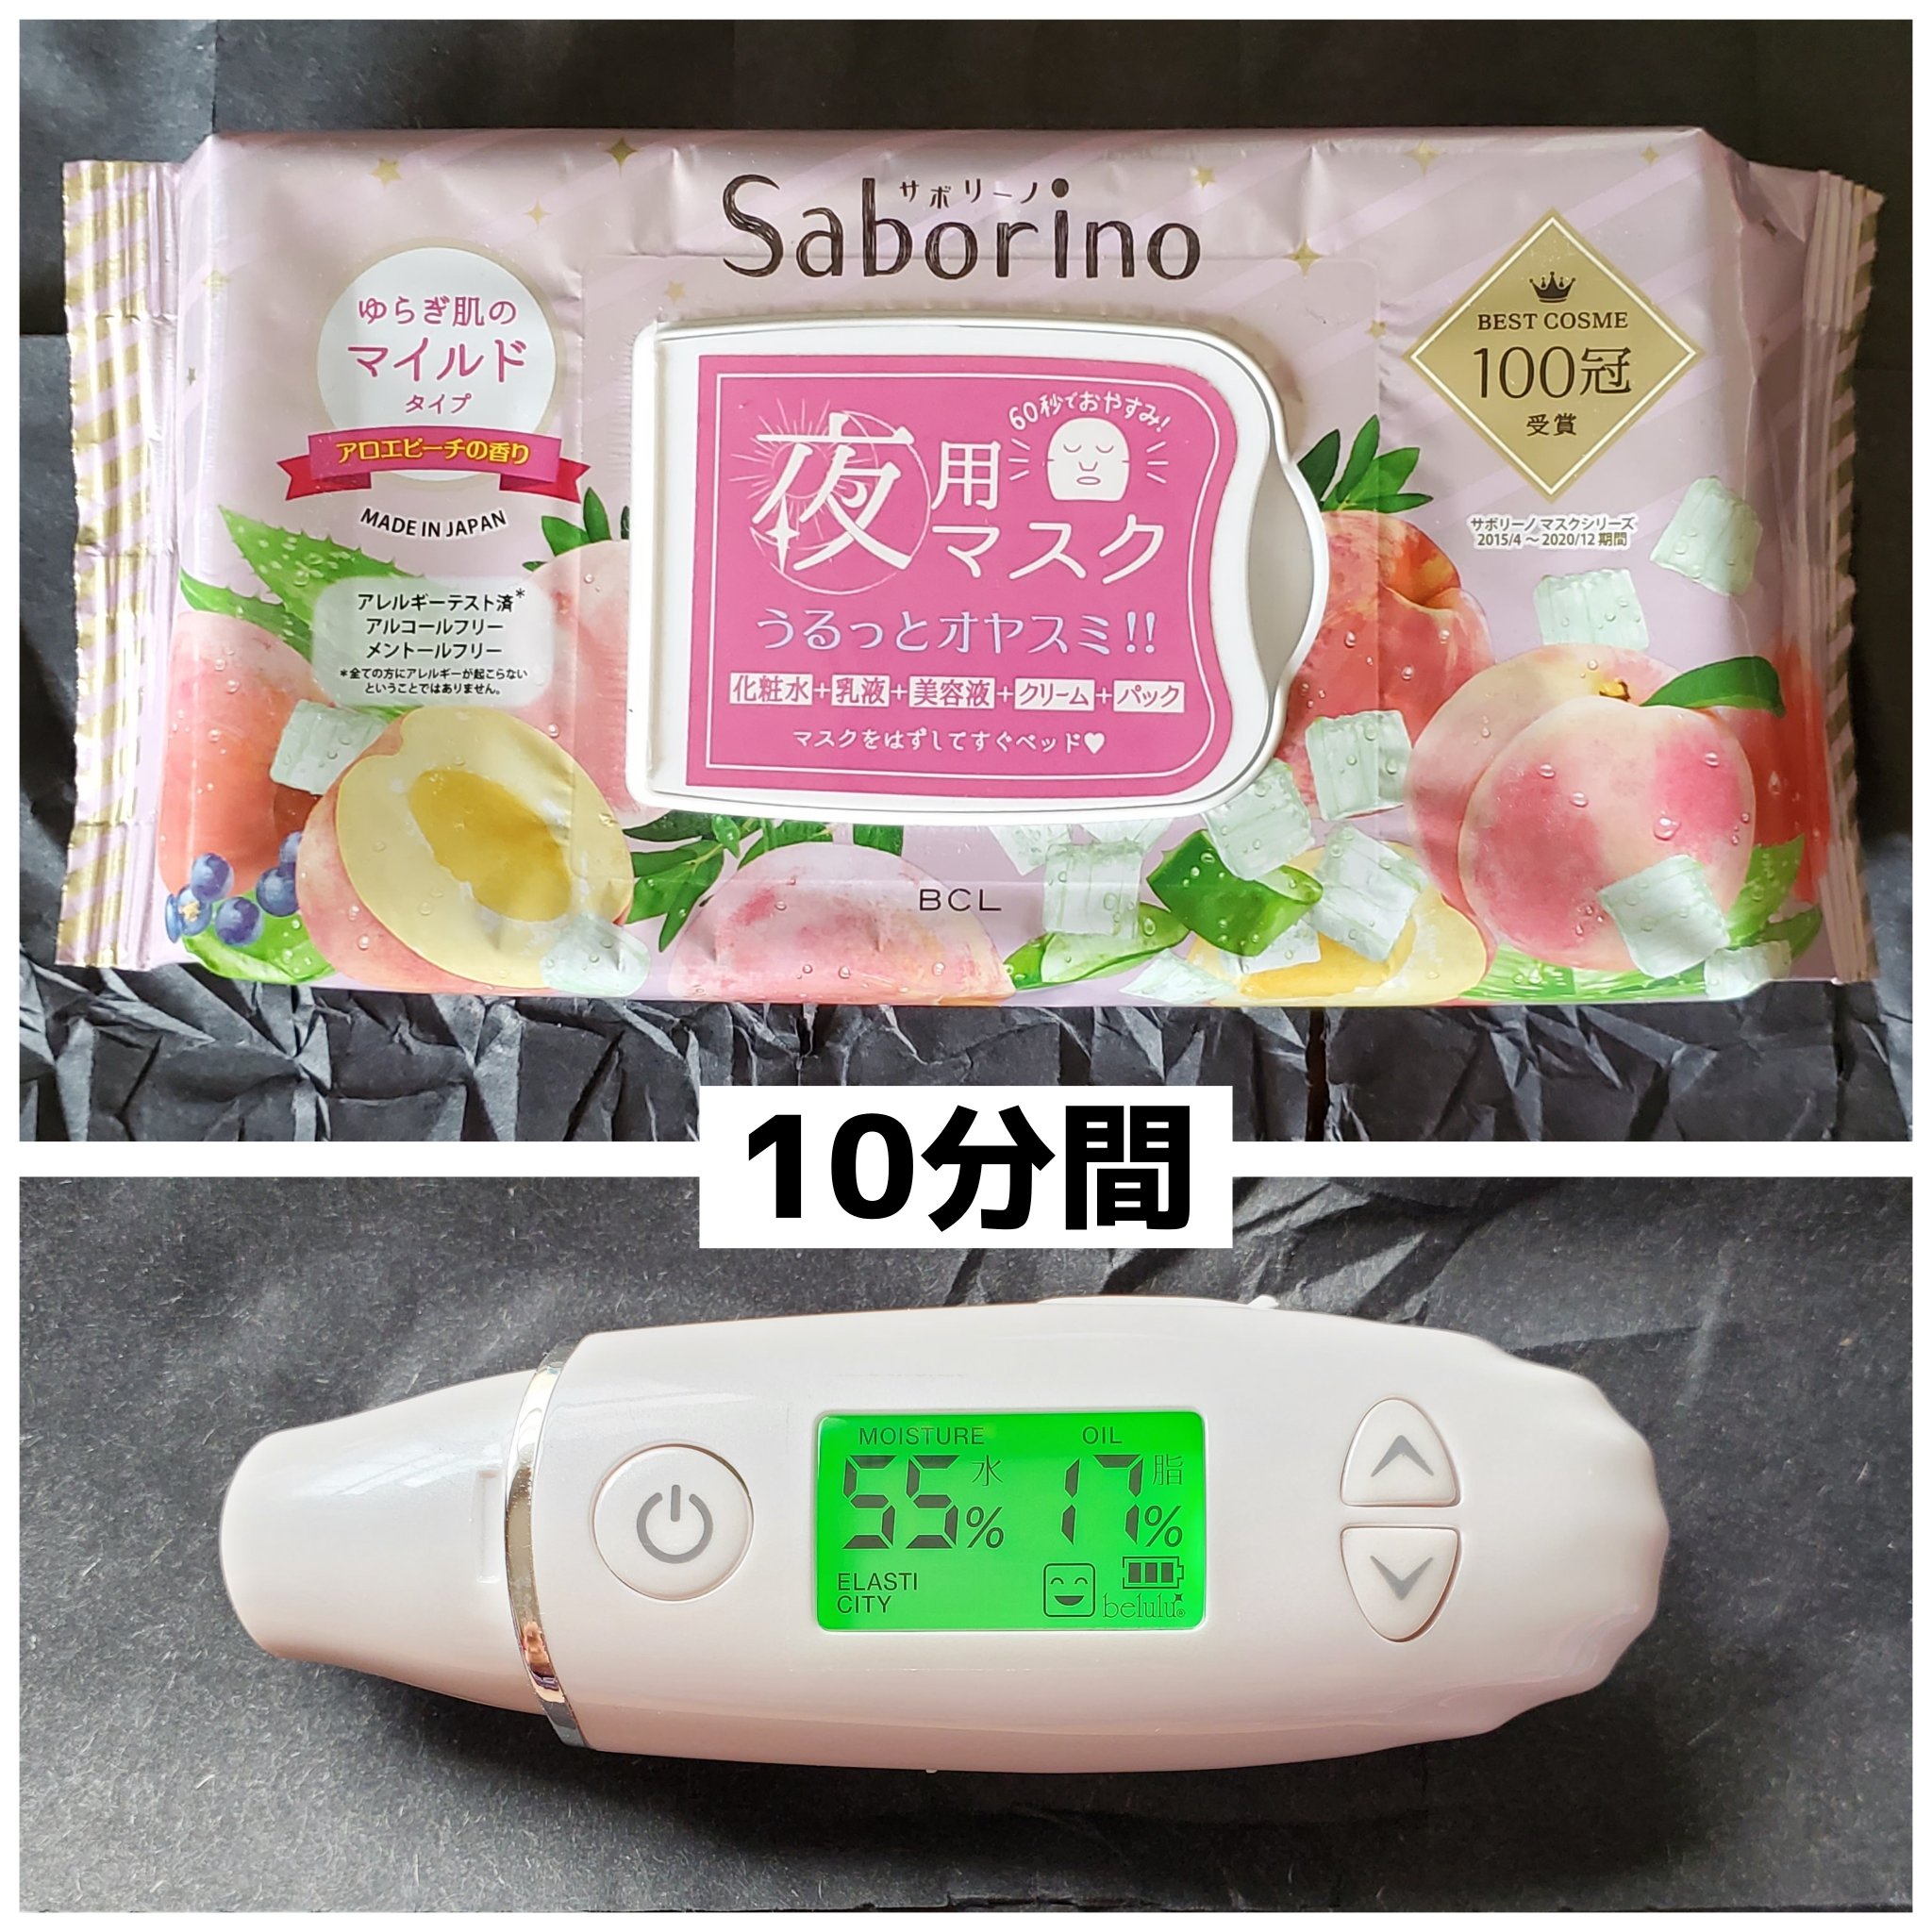 サボリーノ
Saborino
ゆらぎ肌の
マイルド
タイプ
アロエピーチの香り
MADE IN JAPAN
アレルギーテスト済*
アルコールフリー
メントールフリー
*全ての方にアレルギーが起こらない
ということではありません。
60秒でおやすみ!
夜用
マスク
うるっとオヤスミ!!
化粧水+乳液+美容液+クリーム+パック
マスクをはずしてすぐベッド♥
BEST COSME
100冠
受賞
サボリーノ マスクシリーズ
2015/4～2020/12 期間
BCL
10分間
MOISTURE OIL
55水% 17脂%
ELASTI
CITY
belulu®